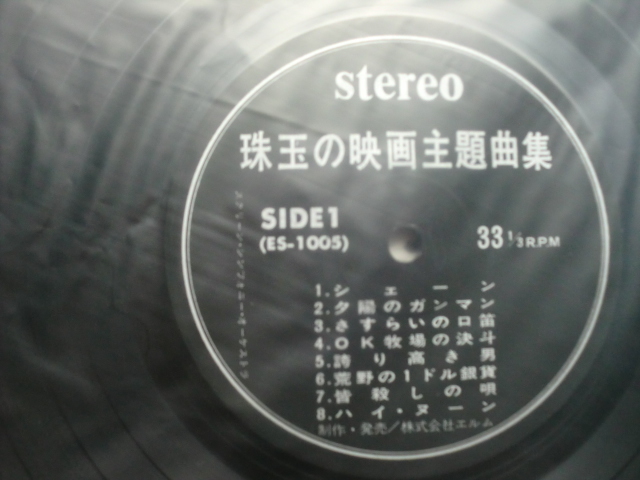 stereo
珠玉の映画主題曲集
SIDE1
(ES-1005)
33 1/3 R.P.M
1.シェーン
2.夕陽のガンマン
3.さすらいの口笛
4.OK牧場の決斗
5.誇り高き男
6.荒野の1ドル銀貨
7.皆殺しの唄
8.ハイ・ヌーン
制作・発売/株式会社エルム